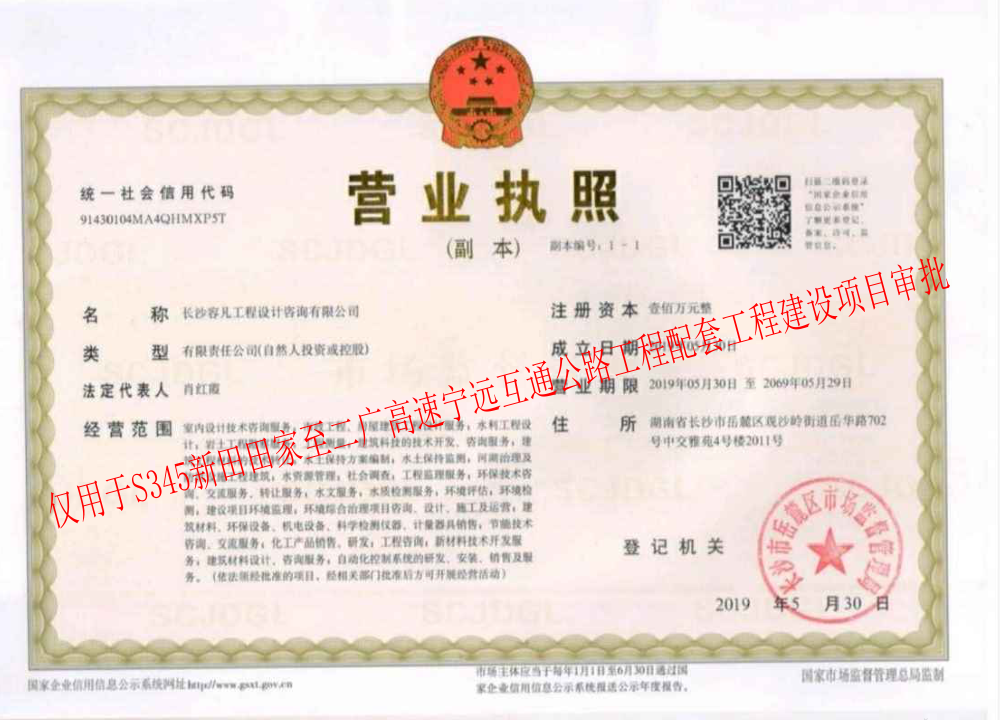 统一社会信用代码
91430104MA4QHMXP5T
营业执照
(副 本)
副本编号：1－1
扫描二维码登录
“国家企业信用
信息公示系统”
了解更多登记、
备案、许可、监
管信息。
名 称 长沙容凡工程设计咨询有限公司
类 型 有限责任公司(自然人投资或控股)
法定代表人 肖红霞
经营范围 室内设计技术咨询服务；
水利工程设
建筑科技的技术开发、咨询服务；建
水土保持方案编制；水土保持监测；河湖治理及
工程建筑；水资源管理；社会调查；工程监理服务；环保技术咨
询、交流服务、转让服务；水文服务；水质检测服务；环境评估；环境检
测；建设项目环境监理；环境综合治理项目咨询、设计、施工及运营；建
筑材料、环保设备、机电设备、科学检测仪器、计量器具销售；节能技术
咨询、交流服务；化工产品销售、研发；工程咨询；新材料技术开发服
务；建筑材料设计、咨询服务；自动化控制系统的研发、安装、销售及服
务。（依法须经批准的项目，经相关部门批准后方可开展经营活动）
注册资本 壹佰万元整
成立日期 05月30日
营业期限 2019年05月30日 至 2069年05月29日
住 所 湖南省长沙市岳麓区观沙岭街道岳华路702
号中交雅苑4号楼2011号
仅用于S345新田田家至二广高速宁远互通公路工程配套工程建设项目审批
登记机关
长沙市岳麓区市场监督管理局
2019 年5 月30 日
国家企业信用信息公示系统网址http://www.gsxt.gov.cn
市场主体应当于每年1月1日至6月30日通过国
家企业信用信息公示系统报送公示年度报告。
国家市场监督管理总局监制